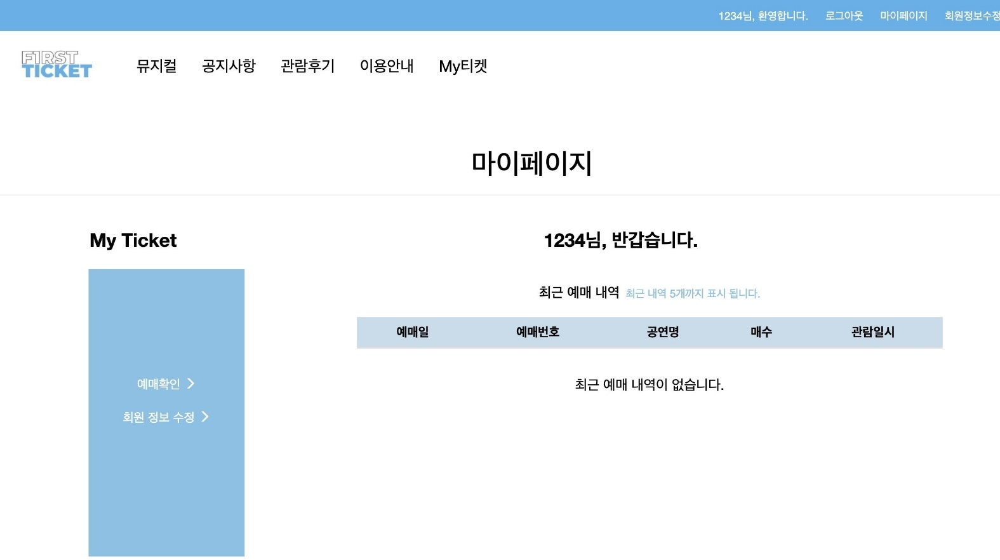 1234님, 환영합니다. 로그아웃 마이페이지 회원정보수정
F1RST
TICKET
뮤지컬 공지사항 관람후기 이용안내 My티켓
마이페이지
My Ticket
예매확인
회원 정보 수정
1234님, 반갑습니다.
최근 예매 내역 최근 내역 5개까지 표시 됩니다.
예매일 예매번호 공연명 매수 관람일시
최근 예매 내역이 없습니다.